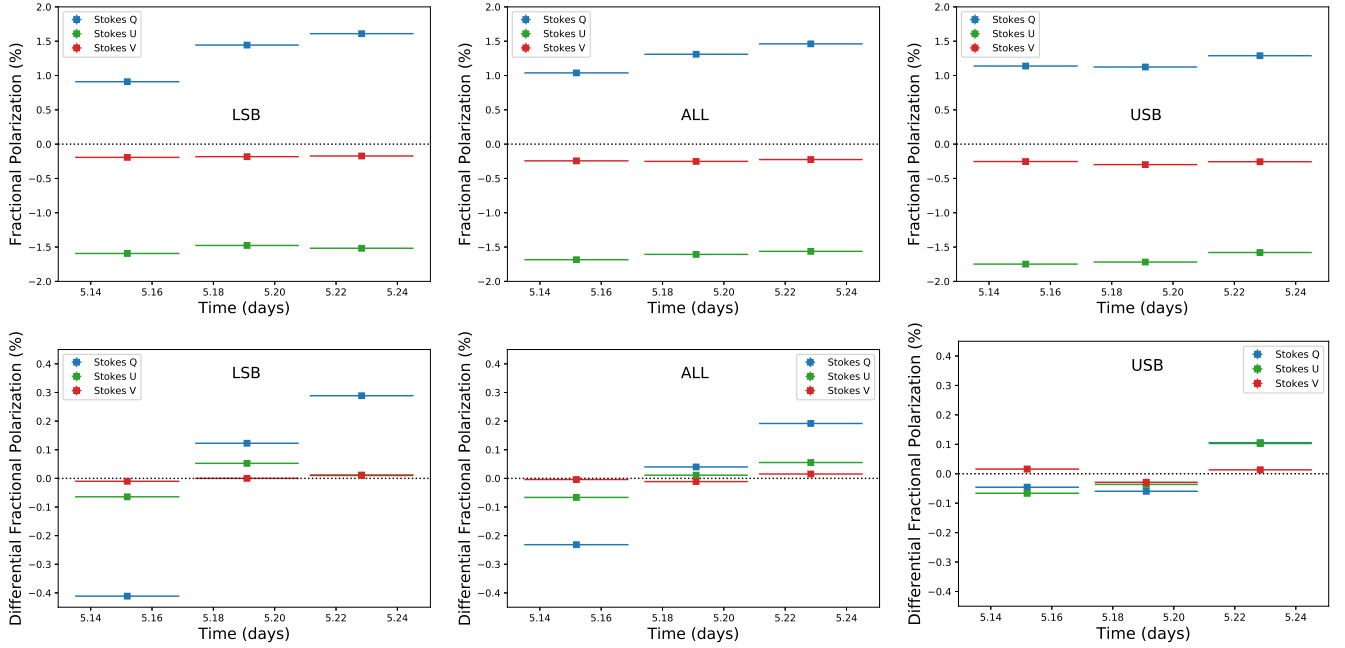 Fractional Polarization (%)
2.0
1.5
1.0
0.5
0.0
−0.5
−1.0
−1.5
−2.0
Stokes Q
Stokes U
Stokes V
LSB
5.14 5.16 5.18 5.20 5.22 5.24
Time (days)
Fractional Polarization (%)
2.0
1.5
1.0
0.5
0.0
−0.5
−1.0
−1.5
−2.0
Stokes Q
Stokes U
Stokes V
ALL
5.14 5.16 5.18 5.20 5.22 5.24
Time (days)
Fractional Polarization (%)
2.0
1.5
1.0
0.5
0.0
−0.5
−1.0
−1.5
−2.0
Stokes Q
Stokes U
Stokes V
USB
5.14 5.16 5.18 5.20 5.22 5.24
Time (days)
Differential Fractional Polarization (%)
0.4
0.3
0.2
0.1
0.0
−0.1
−0.2
−0.3
−0.4
Stokes Q
Stokes U
Stokes V
LSB
5.14 5.16 5.18 5.20 5.22 5.24
Time (days)
Differential Fractional Polarization (%)
0.4
0.3
0.2
0.1
0.0
−0.1
−0.2
−0.3
−0.4
ALL
Stokes Q
Stokes U
Stokes V
5.14 5.16 5.18 5.20 5.22 5.24
Time (days)
Differential Fractional Polarization (%)
0.4
0.3
0.2
0.1
0.0
−0.1
−0.2
−0.3
−0.4
USB
Stokes Q
Stokes U
Stokes V
5.14 5.16 5.18 5.20 5.22 5.24
Time (days)